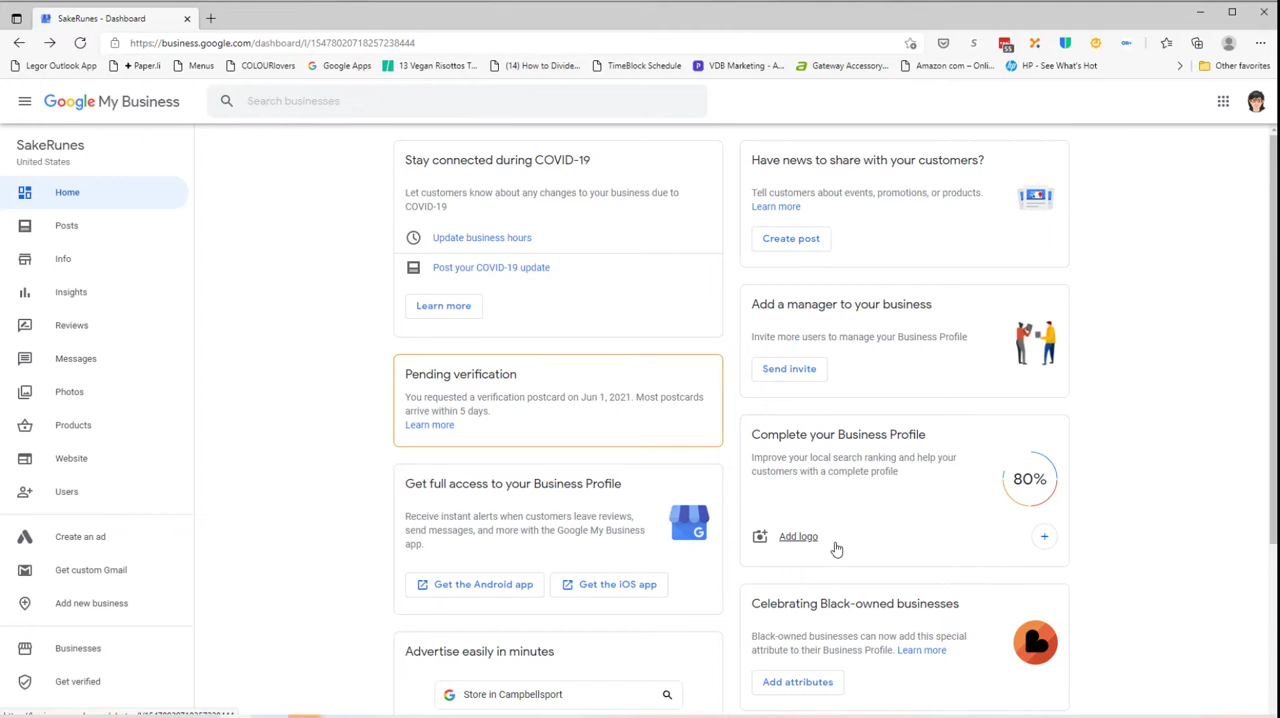 SakeRunes - Dashboard
https://business.google.com/dashboard/l/15478020718257238444
55
Legor Outlook App
+ Paper.li
Menus
COLOURlovers
Google Apps
13 Vegan Risottos T...
(14) How to Divide...
TimeBlock Schedule
VDB Marketing - A...
Gateway Accessory...
Amazon com – Onli...
HP - See What's Hot
Other favorites
Google My Business
Search businesses
SakeRunes
United States
Home
Posts
Info
Insights
Reviews
Messages
Photos
Products
Website
Users
Create an ad
Get custom Gmail
Add new business
Businesses
Get verified
Stay connected during COVID-19
Let customers know about any changes to your business due to
COVID-19
Update business hours
Post your COVID-19 update
Learn more
Pending verification
You requested a verification postcard on Jun 1, 2021. Most postcards
arrive within 5 days.
Learn more
Get full access to your Business Profile
Receive instant alerts when customers leave reviews,
send messages, and more with the Google My Business
app.
Get the Android app
Get the iOS app
Advertise easily in minutes
Store in Campbellsport
Have news to share with your customers?
Tell customers about events, promotions, or products.
Learn more
Create post
Add a manager to your business
Invite more users to manage your Business Profile
Send invite
Complete your Business Profile
Improve your local search ranking and help your
customers with a complete profile
80%
Add logo
Celebrating Black-owned businesses
Black-owned businesses can now add this special
attribute to their Business Profile. Learn more
Add attributes